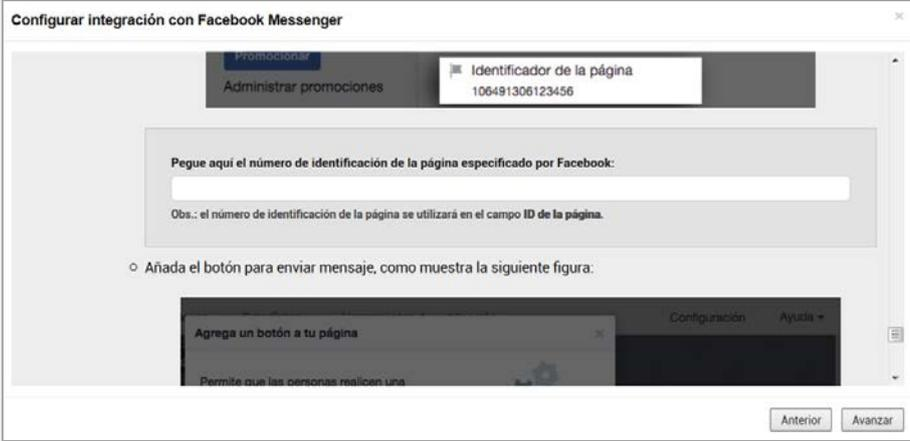 Configurar integración con Facebook Messenger
Promocionar
Administrar promociones
Identificador de la página
106491306123456
Pegue aquí el número de identificación de la página especificado por Facebook:
Obs.: el número de identificación de la página se utilizará en el campo ID de la página.
Añada el botón para enviar mensaje, como muestra la siguiente figura:
Configuración Ayuda
Agrega un botón a tu página
Permite que las personas realicen una
Anterior Avanzar